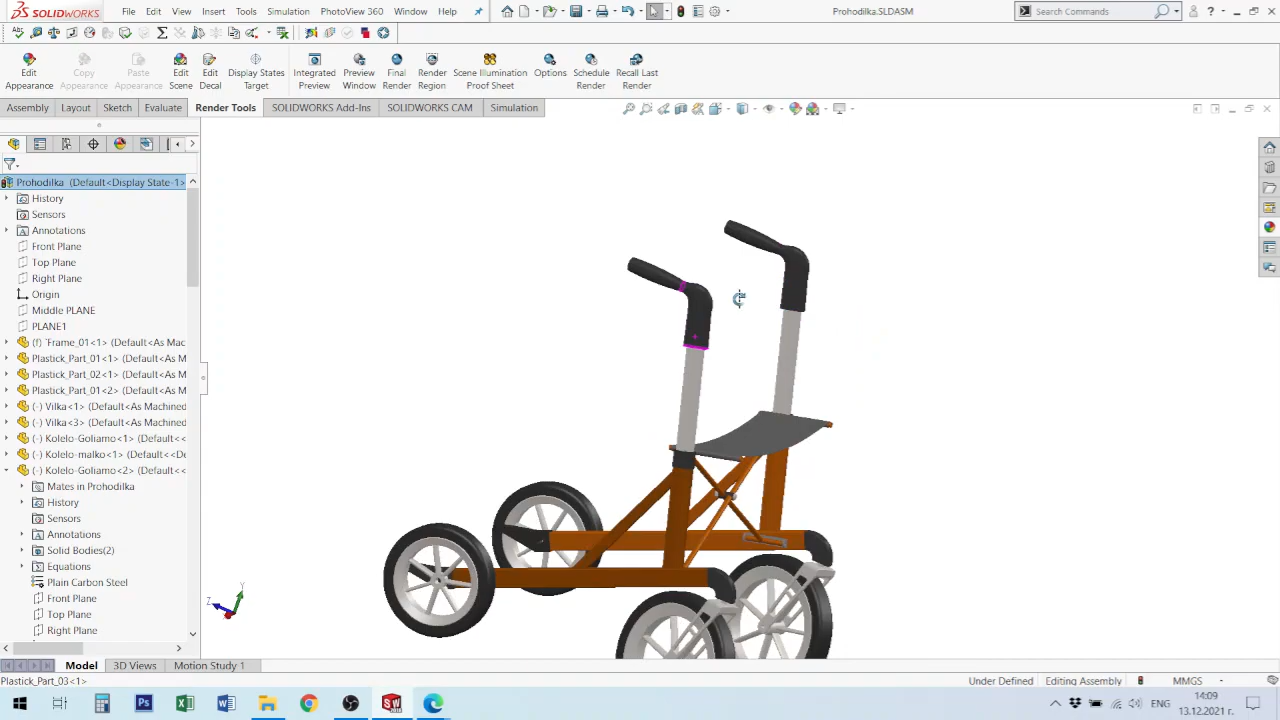 SOLIDWORKS File Edit View Insert Tools Simulation PhotoView 360 Window Help Prohodilka.SLDASM Search Commands
Edit Appearance
Copy Appearance
Paste Appearance
Edit Scene
Edit Decal
Display States Target
Integrated Preview
Preview Window
Final Render
Render Region
Scene Illumination Proof Sheet
Options
Schedule Render
Recall Last Render
Assembly Layout Sketch Evaluate Render Tools SOLIDWORKS Add-Ins SOLIDWORKS CAM Simulation
Prohodilka (Default<Display State-1>
History
Sensors
Annotations
Front Plane
Top Plane
Right Plane
Origin
Middle PLANE
PLANE1
(f) `Frame_01<1> (Default<As Mac
Plastick_Part_01<1> (Default<As M
Plastick_Part_02<1> (Default<As M
Plastick_Part_01<2> (Default<As M
(-) Vilka<1> (Default<As Machined
(-) Vilka<3> (Default<As Machined
(-) Kolelo-Goliamo<1> (Default<<
(-) Kolelo-malko<1> (Default<<De
(-) Kolelo-Goliamo<2> (Default<<
Mates in Prohodilka
History
Sensors
Annotations
Solid Bodies(2)
Equations
Plain Carbon Steel
Front Plane
Top Plane
Right Plane
Y
Z
Model 3D Views Motion Study 1
Plastick_Part_03<1> Under Defined Editing Assembly MMGS
ENG 14:09
13.12.2021 г.